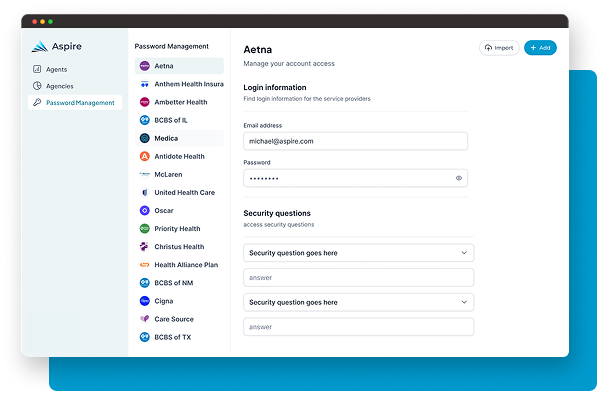 Aspire
Agents
Agencies
Password Management
Password Management
Aetna
Anthem Health Insura
Ambetter Health
BCBS of IL
Medica
Antidote Health
McLaren
United Health Care
Oscar
Priority Health
Christus Health
Health Alliance Plan
BCBS of NM
Cigna
Care Source
BCBS of TX
Aetna
Manage your account access
Import
+ Add
Login information
Find login information for the service providers
Email address
michael@aspire.com
Password
••••••••
Security questions
access security questions
Security question goes here
answer
Security question goes here
answer